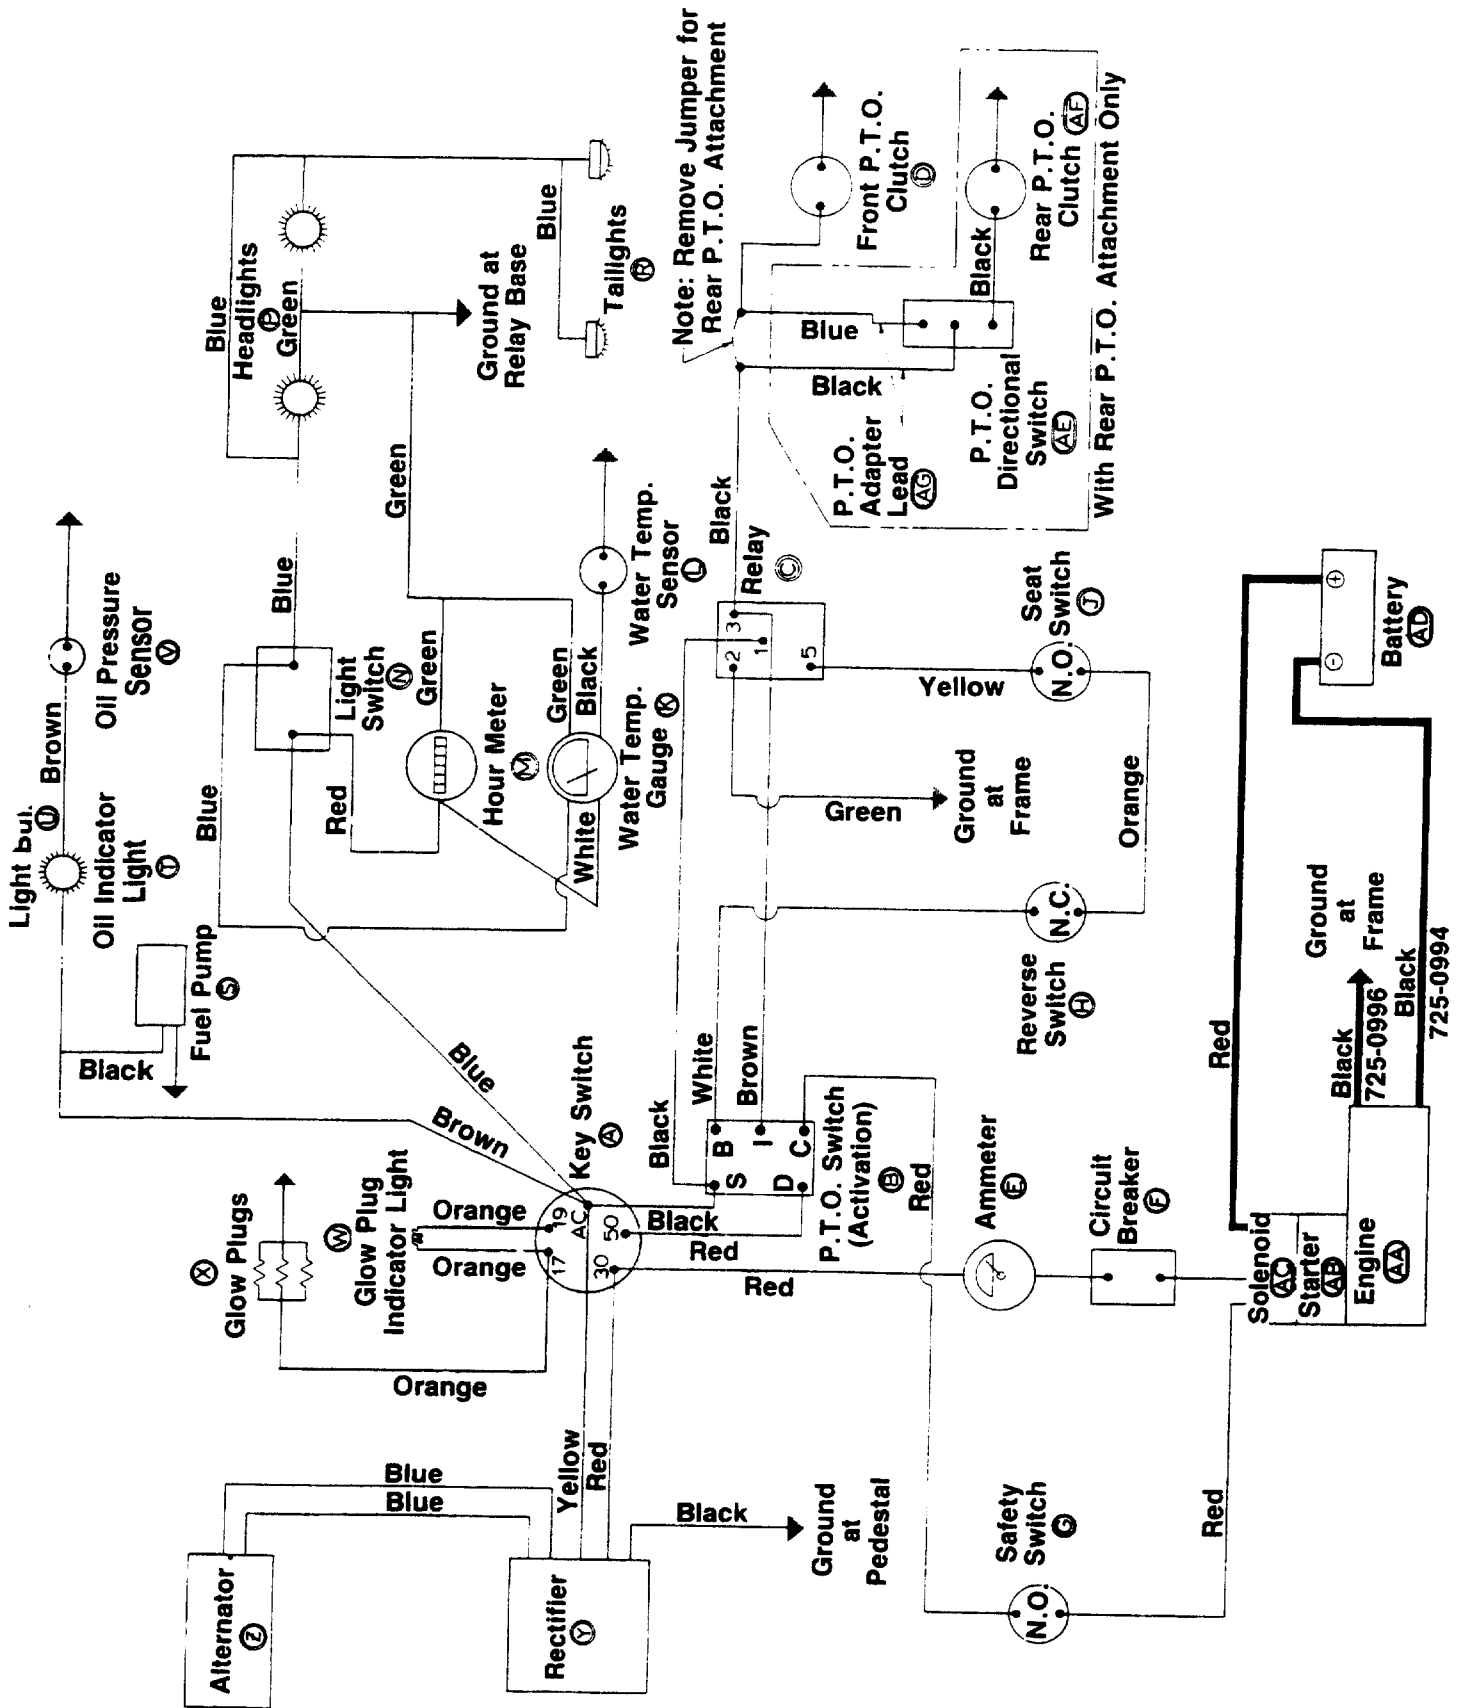 Alternator
Z
Rectifier
Y
Blue
Blue
Yellow
Red
Black
Ground
at
Pedestal
Safety
Switch
G
N.O.
Red
Orange
X
Glow Plugs
W
Glow Plug
Indicator Light
Orange
Orange
17
19
AC
30
50
Key Switch
A
Black
Red
Brown
Blue
Black
Fuel Pump
S
Light bul.
U
Oil Indicator
Light
T
Brown
Oil Pressure
Sensor
V
Blue
Light
Switch
N
Red
Blue
Hour Meter
M
Green
White
Green
Black
Water Temp.
Gauge
K
Water Temp.
Sensor
L
Green
Blue
Headlights
P
Green
Ground at
Relay Base
Blue
Taillights
R
Note: Remove Jumper for
Rear P.T.O. Attachment
Front P.T.O.
Clutch
D
Rear P.T.O.
Clutch
AF
Black
Blue
Black
P.T.O.
Adapter
Lead
AG
P.T.O.
Directional
Switch
AE
With Rear P.T.O. Attachment Only
Black
Relay
C
2
3
1
5
Yellow
Seat
Switch
J
N.O.
Green
Ground
at
Frame
Orange
Reverse
Switch
H
N.C.
Black
White
Brown
S
B
I
D
C
P.T.O. Switch
(Activation)
B
Red
Red
Ammeter
E
Circuit
Breaker
F
Solenoid
AC
Starter
AB
Engine
AA
Red
Black
725-0996
Ground
at
Frame
Black
725-0994
Battery
AD
-
+